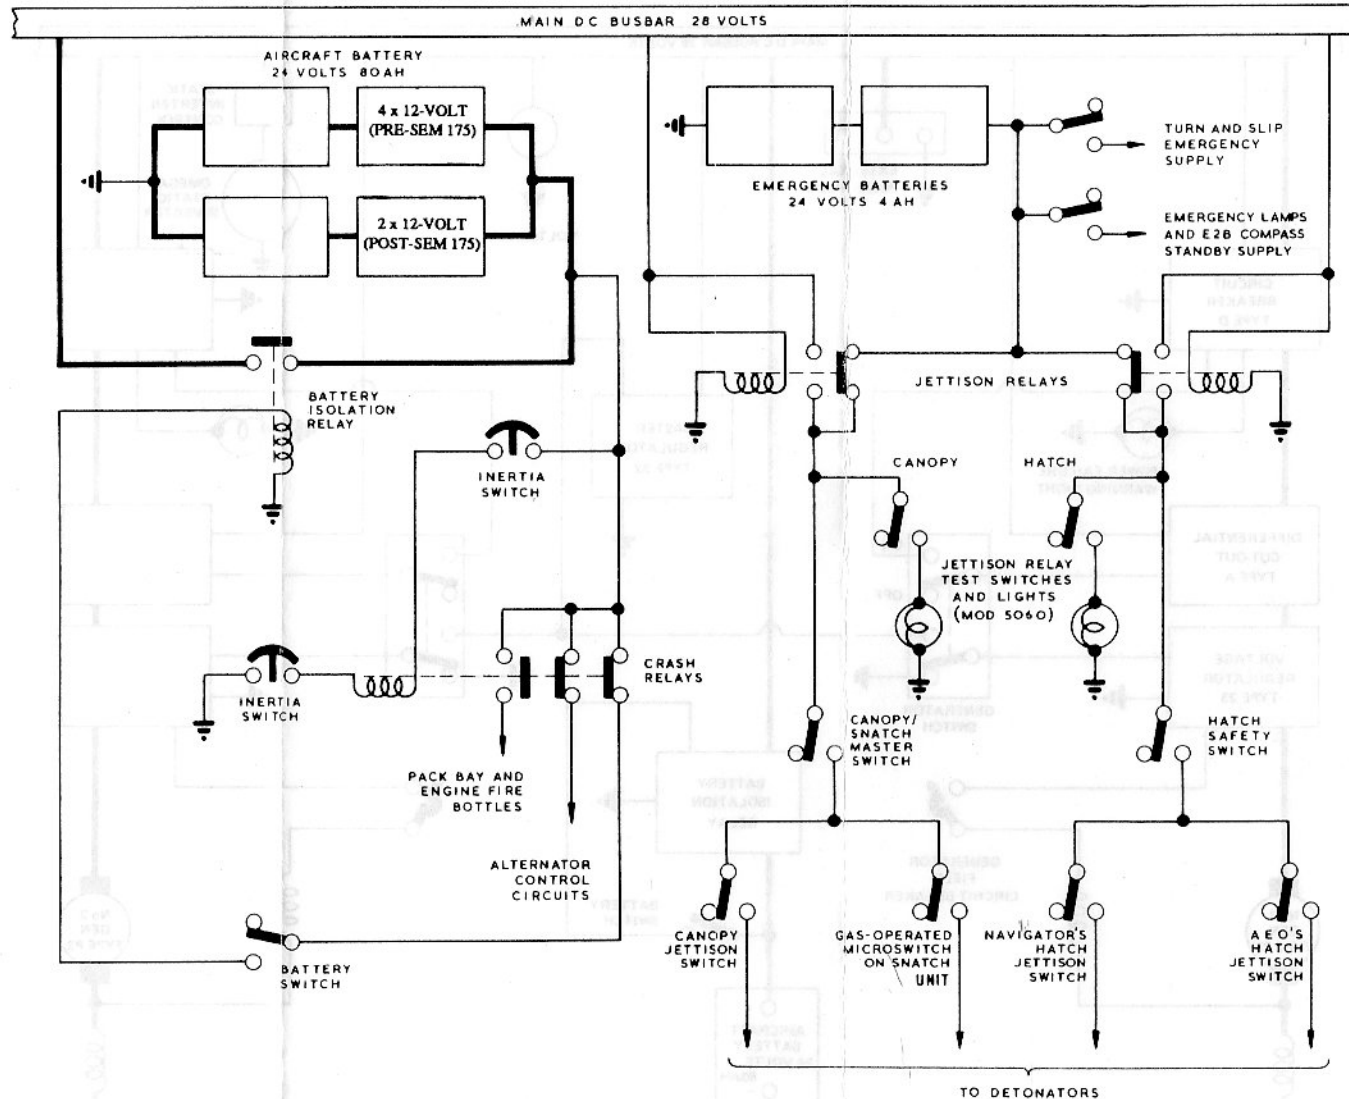 MAIN DC BUSBAR 28 VOLTS
AIRCRAFT BATTERY
24 VOLTS 80AH
4 x 12-VOLT
(PRE-SEM 175)
2 x 12-VOLT
(POST-SEM 175)
EMERGENCY BATTERIES
24 VOLTS 4AH
TURN AND SLIP
EMERGENCY
SUPPLY
EMERGENCY LAMPS
AND E2B COMPASS
STANDBY SUPPLY
BATTERY
ISOLATION
RELAY
JETTISON RELAYS
INERTIA
SWITCH
CANOPY
HATCH
JETTISON RELAY
TEST SWITCHES
AND LIGHTS
(MOD 5060)
CRASH
RELAYS
INERTIA
SWITCH
CANOPY/
SNATCH
MASTER
SWITCH
HATCH
SAFETY
SWITCH
PACK BAY AND
ENGINE FIRE
BOTTLES
ALTERNATOR
CONTROL
CIRCUITS
BATTERY
SWITCH
CANOPY
JETTISON
SWITCH
GAS-OPERATED
MICROSWITCH
ON SNATCH
UNIT
NAVIGATOR'S
HATCH
JETTISON
SWITCH
AEO'S
HATCH
JETTISON
SWITCH
TO DETONATORS